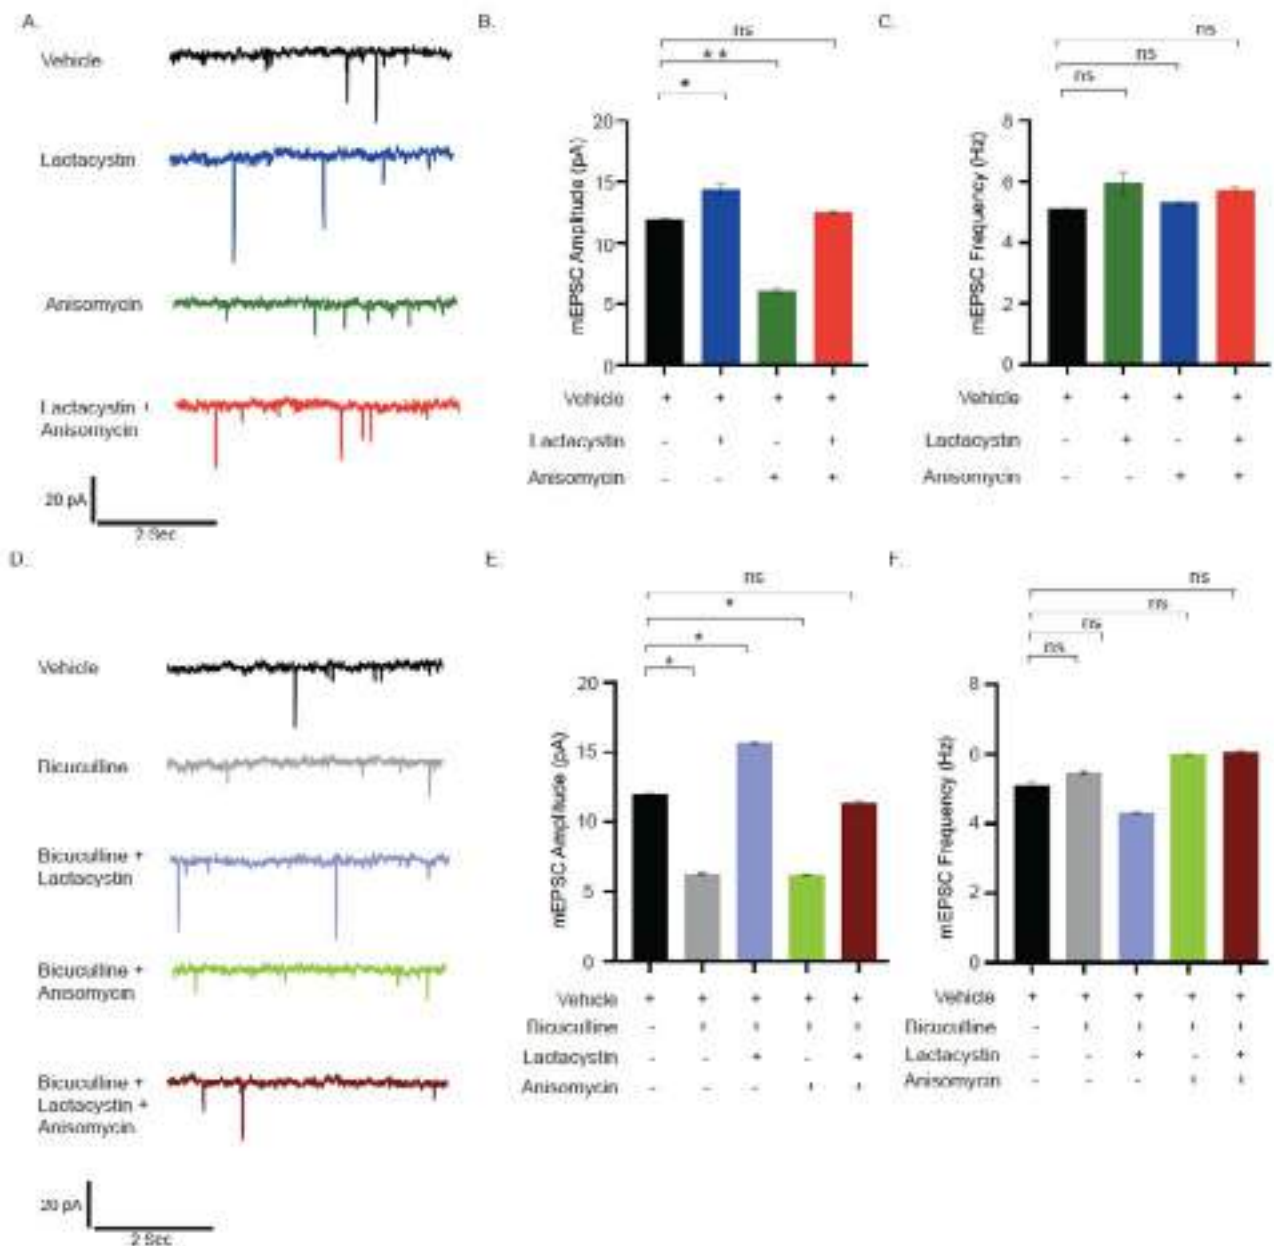 A.
Vehicle
Lactacystin
Anisomycin
Lactacystin +
Anisomycin
20 pA
2 Sec
B.
ns
**
*
mEPSC Amplitude (pA)
20
15
10
5
0
Vehicle + + + +
Lactacystin - + - +
Anisomycin - - + +
C.
ns
ns
ns
mEPSC Frequency (Hz)
8
6
4
2
0
Vehicle + + + +
Lactacystin - + - +
Anisomycin - - + +
D.
Vehicle
Bicuculline
Bicuculline +
Lactacystin
Bicuculline +
Anisomycin
Bicuculline +
Lactacystin +
Anisomycin
20 pA
2 Sec
E.
ns
*
*
*
mEPSC Amplitude (pA)
20
15
10
5
0
Vehicle + + + + +
Bicuculline - + + + +
Lactacystin - - + - +
Anisomycin - - - + +
F.
ns
ns
ns
ns
mEPSC Frequency (Hz)
8
6
4
2
0
Vehicle + + + + +
Bicuculline - + + + +
Lactacystin - - + - +
Anisomycin - - - + +